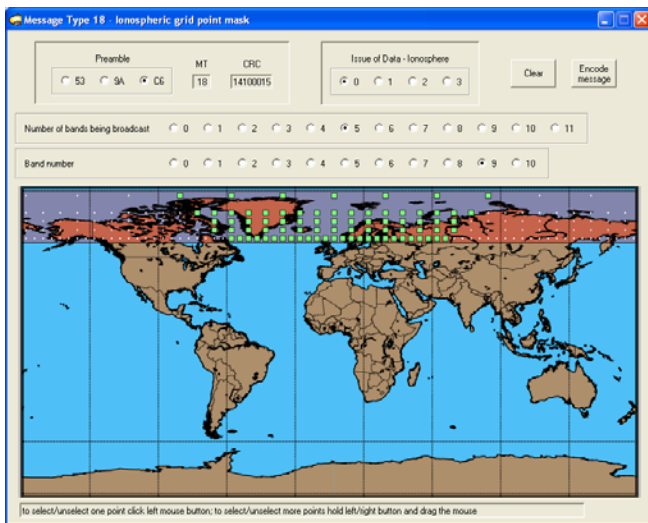 Message Type 18 - Ionospheric grid point mask
Preamble
53 9A C6
MT
18
CRC
14100015
Issue of Data - Ionosphere
0 1 2 3
Clear
Encode message
Number of bands being broadcast 0 1 2 3 4 5 6 7 8 9 10 11
Band number 0 1 2 3 4 5 6 7 8 9 10
to select/unselect one point click left mouse button; to select/unselect more points hold left/right button and drag the mouse